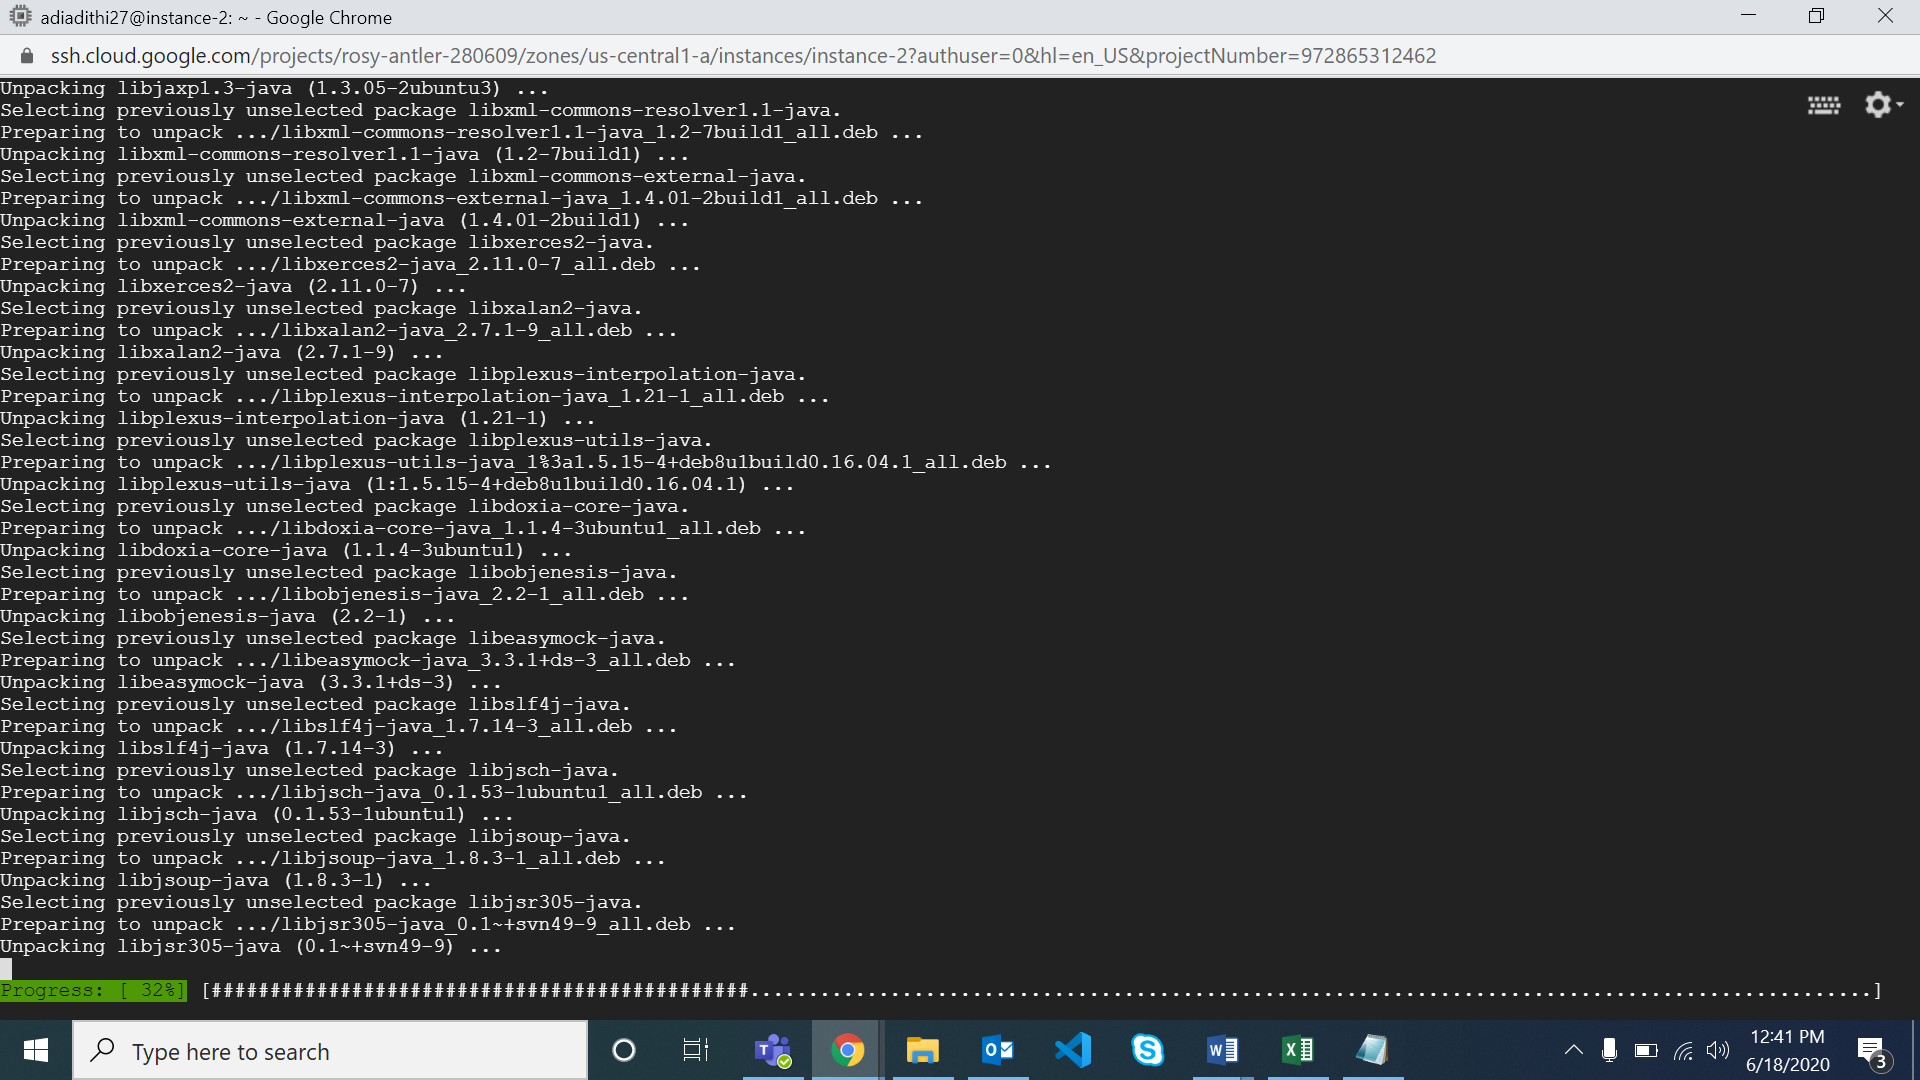 adiadithi27@instance-2: ~ - Google Chrome
ssh.cloud.google.com/projects/rosy-antler-280609/zones/us-central1-a/instances/instance-2?authuser=0&hl=en_US&projectNumber=972865312462
Unpacking libjaxp1.3-java (1.3.05-2ubuntu3) ...
Selecting previously unselected package libxml-commons-resolver1.1-java.
Preparing to unpack .../libxml-commons-resolver1.1-java_1.2-7build1_all.deb ...
Unpacking libxml-commons-resolver1.1-java (1.2-7build1) ...
Selecting previously unselected package libxml-commons-external-java.
Preparing to unpack .../libxml-commons-external-java_1.4.01-2build1_all.deb ...
Unpacking libxml-commons-external-java (1.4.01-2build1) ...
Selecting previously unselected package libxerces2-java.
Preparing to unpack .../libxerces2-java_2.11.0-7_all.deb ...
Unpacking libxerces2-java (2.11.0-7) ...
Selecting previously unselected package libxalan2-java.
Preparing to unpack .../libxalan2-java_2.7.1-9_all.deb ...
Unpacking libxalan2-java (2.7.1-9) ...
Selecting previously unselected package libplexus-interpolation-java.
Preparing to unpack .../libplexus-interpolation-java_1.21-1_all.deb ...
Unpacking libplexus-interpolation-java (1.21-1) ...
Selecting previously unselected package libplexus-utils-java.
Preparing to unpack .../libplexus-utils-java_1%3a1.5.15-4+deb8u1build0.16.04.1_all.deb ...
Unpacking libplexus-utils-java (1:1.5.15-4+deb8u1build0.16.04.1) ...
Selecting previously unselected package libdoxia-core-java.
Preparing to unpack .../libdoxia-core-java_1.1.4-3ubuntu1_all.deb ...
Unpacking libdoxia-core-java (1.1.4-3ubuntu1) ...
Selecting previously unselected package libobjenesis-java.
Preparing to unpack .../libobjenesis-java_2.2-1_all.deb ...
Unpacking libobjenesis-java (2.2-1) ...
Selecting previously unselected package libeasymock-java.
Preparing to unpack .../libeasymock-java_3.3.1+ds-3_all.deb ...
Unpacking libeasymock-java (3.3.1+ds-3) ...
Selecting previously unselected package libslf4j-java.
Preparing to unpack .../libslf4j-java_1.7.14-3_all.deb ...
Unpacking libslf4j-java (1.7.14-3) ...
Selecting previously unselected package libjsch-java.
Preparing to unpack .../libjsch-java_0.1.53-1ubuntu1_all.deb ...
Unpacking libjsch-java (0.1.53-1ubuntu1) ...
Selecting previously unselected package libjsoup-java.
Preparing to unpack .../libjsoup-java_1.8.3-1_all.deb ...
Unpacking libjsoup-java (1.8.3-1) ...
Selecting previously unselected package libjsr305-java.
Preparing to unpack .../libjsr305-java_0.1~+svn49-9_all.deb ...
Unpacking libjsr305-java (0.1~+svn49-9) ...
Progress: [ 32%] [##############################################................................................................................................]
Type here to search
12:41 PM
6/18/2020
3